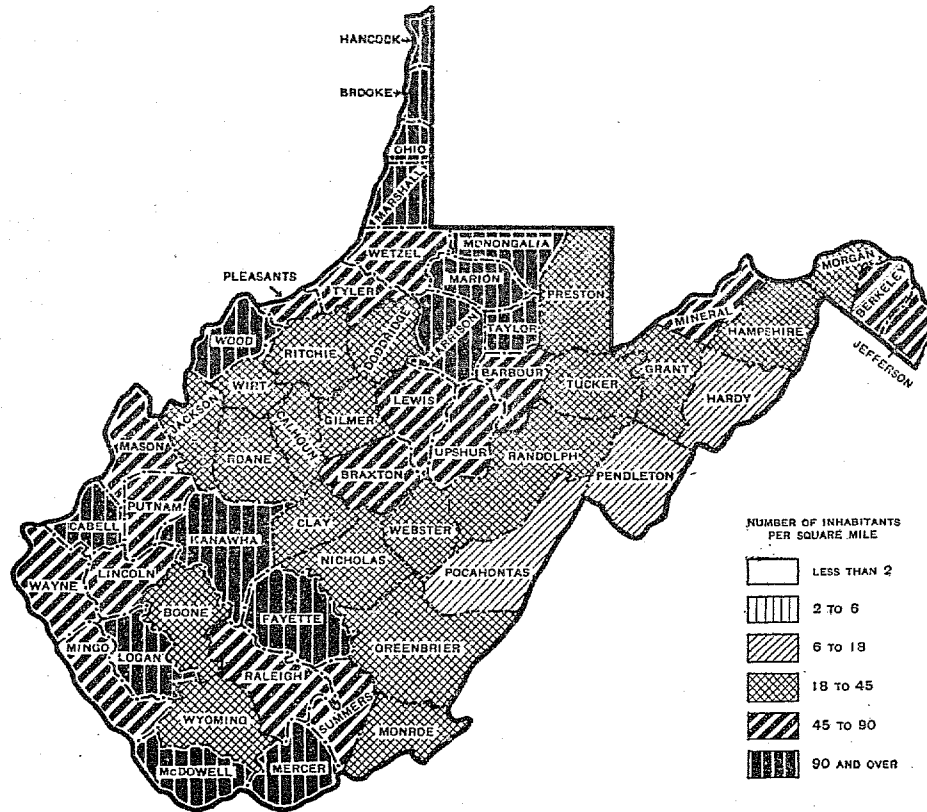 HANCOCK
BROOKE
OHIO
MARSHALL
WETZEL
MONONGALIA
MARION
PLEASANTS
TYLER
PRESTON
MORGAN
BERKELEY
MINERAL
HAMPSHIRE
JEFFERSON
WOOD
RITCHIE
DODDRIDGE
HARRISON
TAYLOR
BARBOUR
TUCKER
GRANT
HARDY
WIRT
JACKSON
CALHOUN
GILMER
LEWIS
MASON
ROANE
BRAXTON
UPSHUR
RANDOLPH
PENDLETON
PUTNAM
CABELL
KANAWHA
CLAY
WEBSTER
NICHOLAS
POCAHONTAS
WAYNE
LINCOLN
BOONE
FAYETTE
GREENBRIER
MINGO
LOGAN
RALEIGH
SUMMERS
WYOMING
MONROE
McDOWELL
MERCER
NUMBER OF INHABITANTS
PER SQUARE MILE
LESS THAN 2
2 TO 6
6 TO 18
18 TO 45
45 TO 90
90 AND OVER